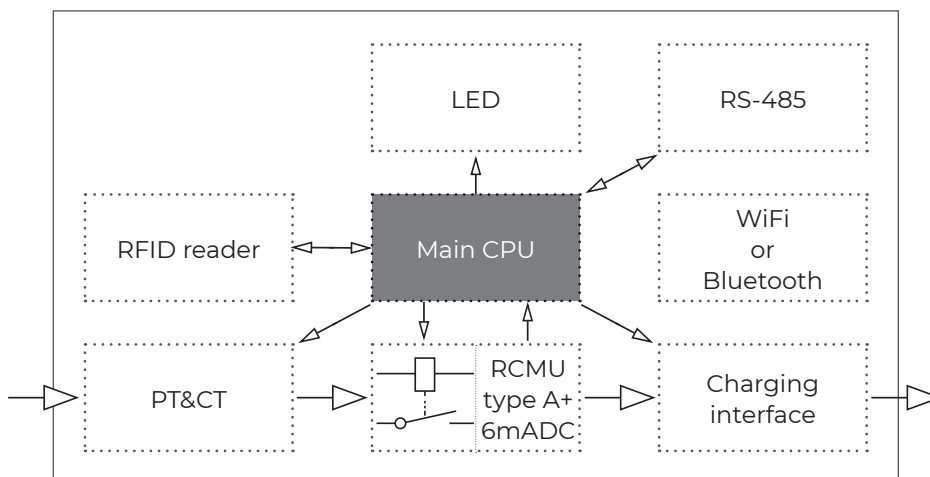 LED
RS-485
RFID reader
Main CPU
WiFi
or
Bluetooth
PT&CT
RCMU
type A+
6mADC
Charging
interface